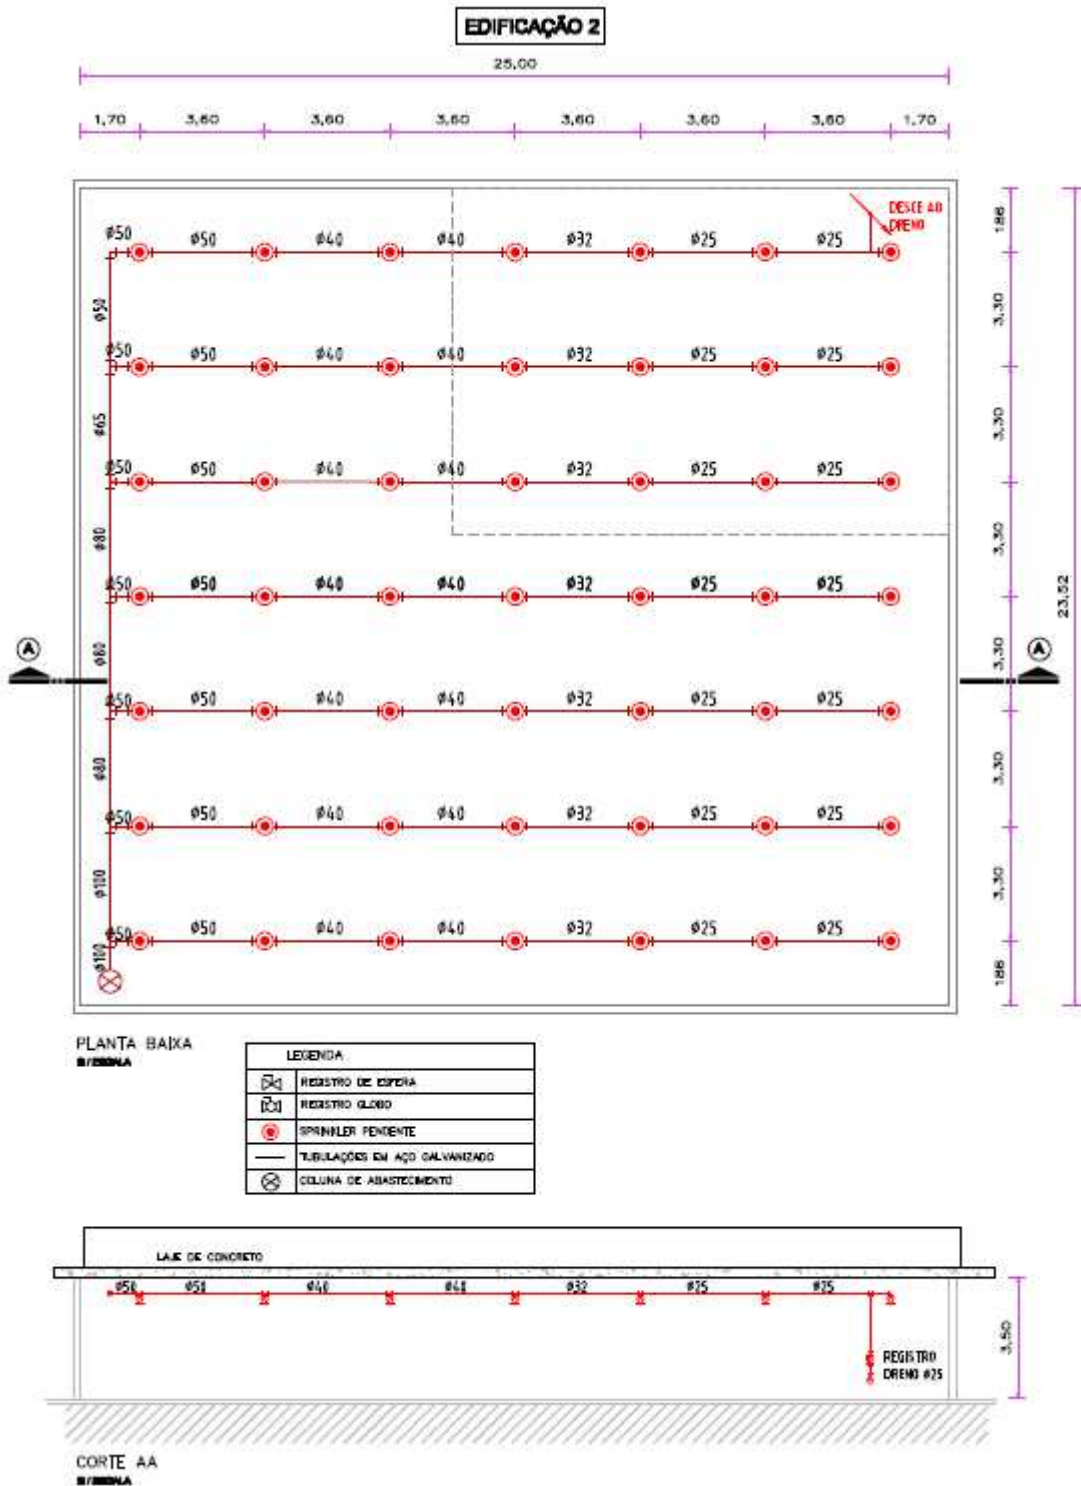 EDIFICAÇÃO 2
25,00
1,70 3,60 3,60 3,60 3,60 3,60 3,60 1,70
DESCE AO
DRENO
186
ø50 ø50 ø40 ø40 ø32 ø25 ø25
ø50
3,30
ø50 ø50 ø40 ø40 ø32 ø25 ø25
ø65
3,30
ø50 ø50 ø40 ø40 ø32 ø25 ø25
ø80
3,30
ø50 ø50 ø40 ø40 ø32 ø25 ø25
23,52
A A
ø80
3,30
ø50 ø50 ø40 ø40 ø32 ø25 ø25
ø80
3,30
ø50 ø50 ø40 ø40 ø32 ø25 ø25
ø100
3,30
ø50 ø50 ø40 ø40 ø32 ø25 ø25
ø100
186
PLANTA BAIXA
S/ESCALA
LEGENDA
REGISTRO DE ESFERA
REGISTRO GLOBO
SPRINKLER PENDENTE
TUBULAÇÕES EM AÇO GALVANIZADO
COLUNA DE ABASTECIMENTO
LAJE DE CONCRETO
ø50 ø50 ø40 ø40 ø32 ø25 ø25
3,50
REGISTRO
DRENO ø25
CORTE AA
S/ESCALA